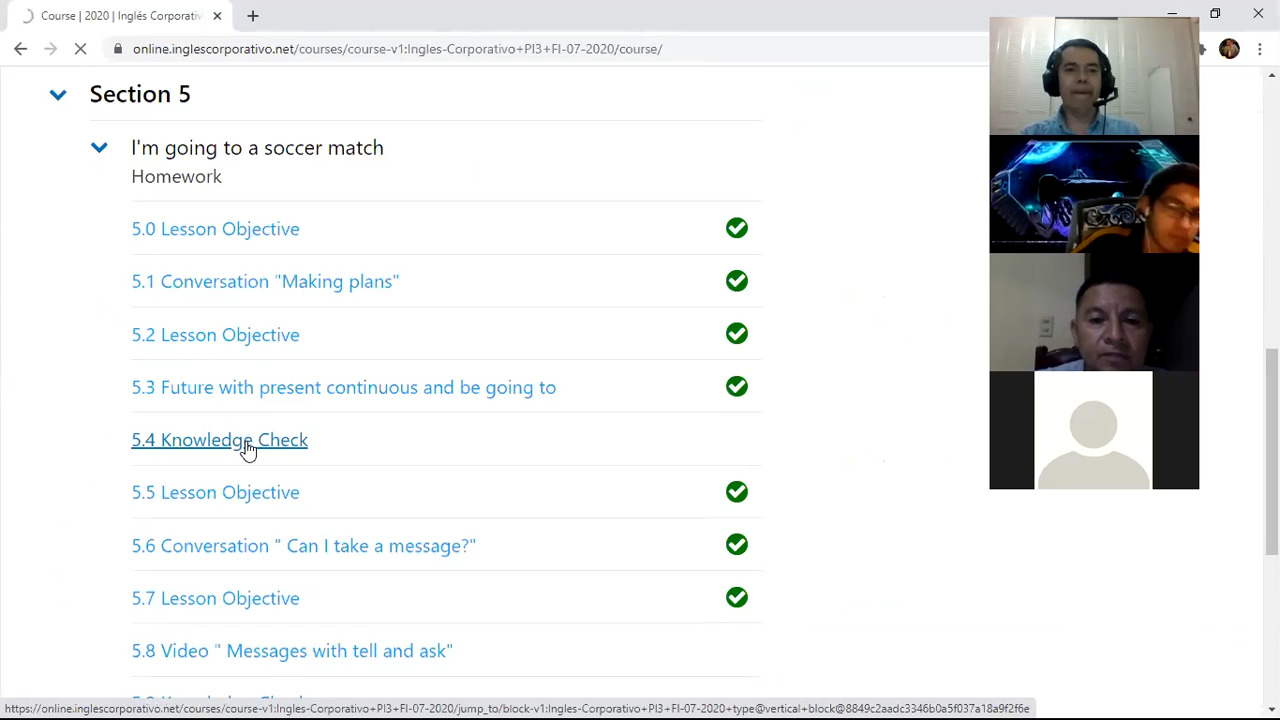 Course | 2020 | Inglés Corporativ
online.inglescorporativo.net/courses/course-v1:Ingles-Corporativo+PI3+FI-07-2020/course/
Section 5
I'm going to a soccer match
Homework
5.0 Lesson Objective
5.1 Conversation "Making plans"
5.2 Lesson Objective
5.3 Future with present continuous and be going to
5.4 Knowledge Check
5.5 Lesson Objective
5.6 Conversation " Can I take a message?"
5.7 Lesson Objective
5.8 Video " Messages with tell and ask"
https://online.inglescorporativo.net/courses/course-v1:Ingles-Corporativo+PI3+FI-07-2020/jump_to/block-v1:Ingles-Corporativo+PI3+FI-07-2020+type@vertical+block@8849c2aadc3346b0a5f037a18a9f2f6e